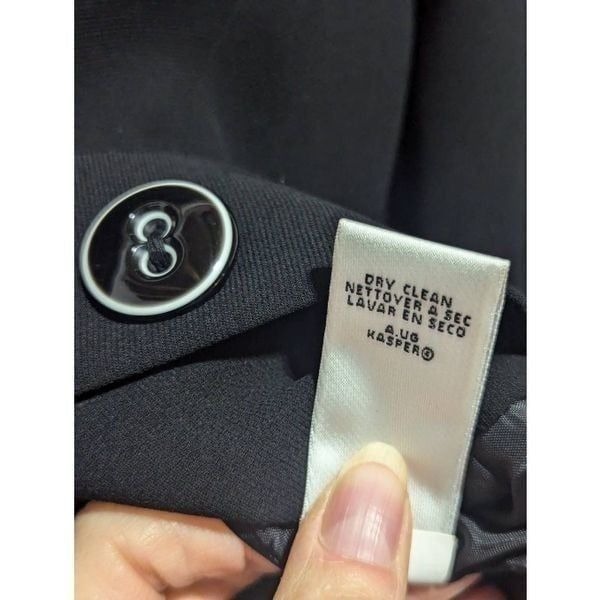 DRY CLEAN
NETTOYER A SEC
LAVAR EN SECO
A.UG
KASPER®